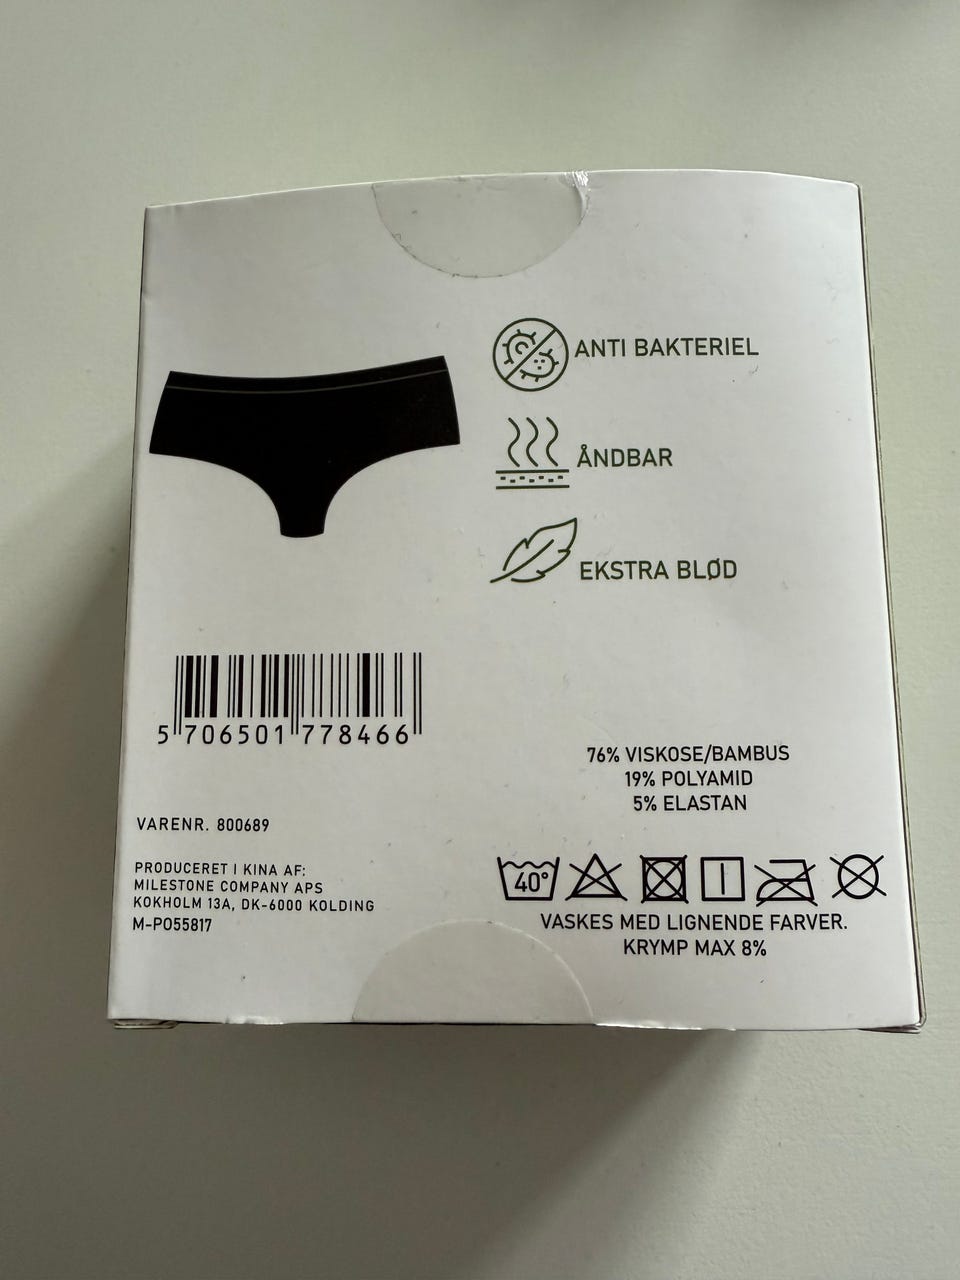 ANTI BAKTERIEL
ÅNDBAR
EKSTRA BLØD
5 706501 778466
76% VISKOSE/BAMBUS
19% POLYAMID
5% ELASTAN
VARENR. 800689
PRODUCERET I KINA AF:
MILESTONE COMPANY APS
KOKHOLM 13A, DK-6000 KOLDING
M-PO55817
40°
VASKES MED LIGNENDE FARVER.
KRYMP MAX 8%